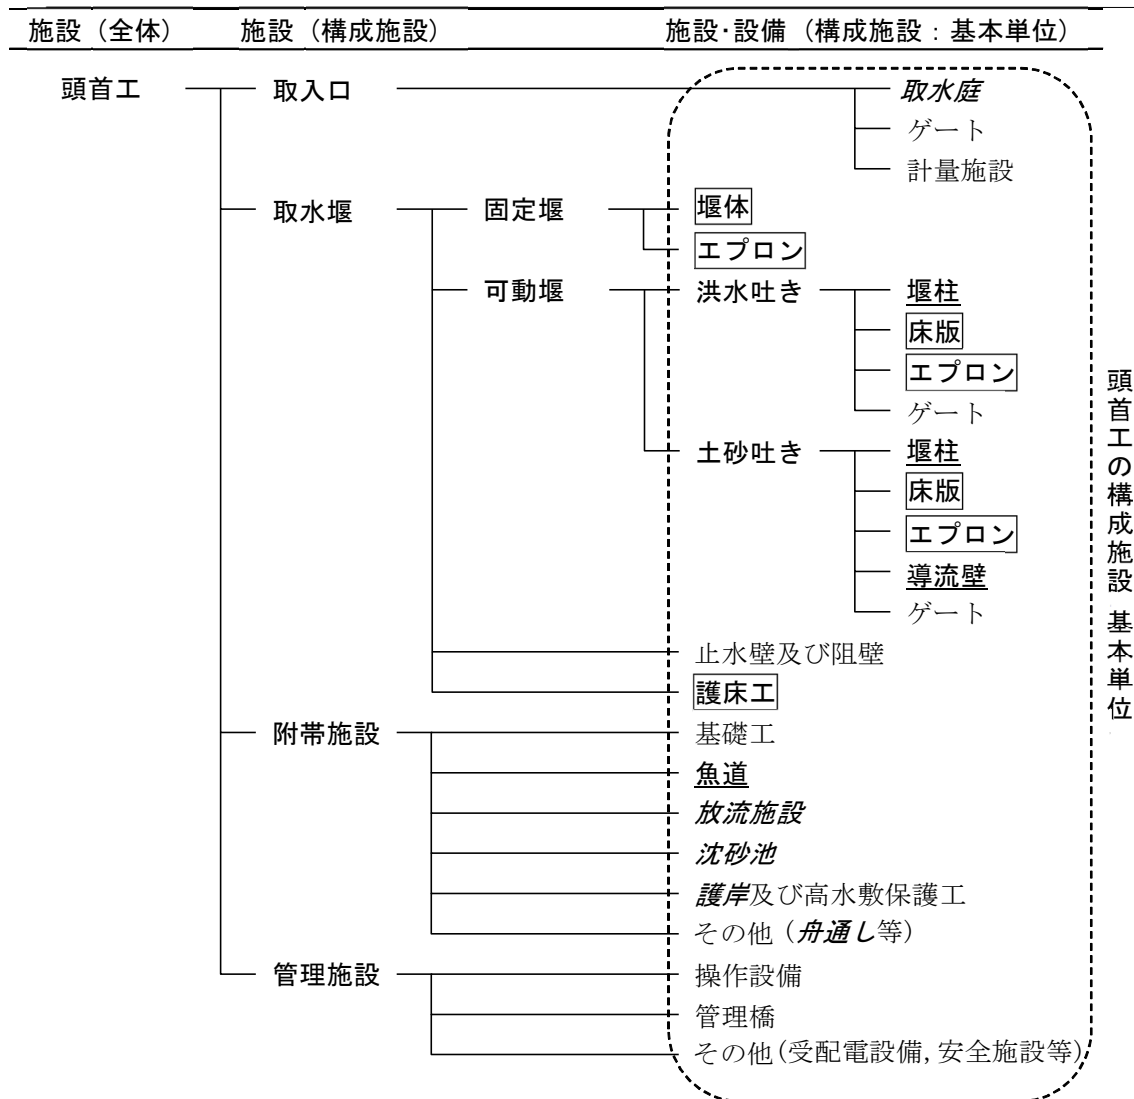 施設（全体） 施設（構成施設） 施設・設備（構成施設：基本単位）
頭首工 取入口 取水庭
ゲート
計量施設
取水堰 固定堰 堰体
エプロン
可動堰 洪水吐き 堰柱
床版
エプロン
ゲート
土砂吐き 堰柱
床版
エプロン
導流壁
ゲート
止水壁及び阻壁
護床工
附帯施設 基礎工
魚道
放流施設
沈砂池
護岸及び高水敷保護工
その他（舟通し等）
管理施設 操作設備
管理橋
その他（受配電設備，安全施設等）
頭首工の構成施設 基本単位